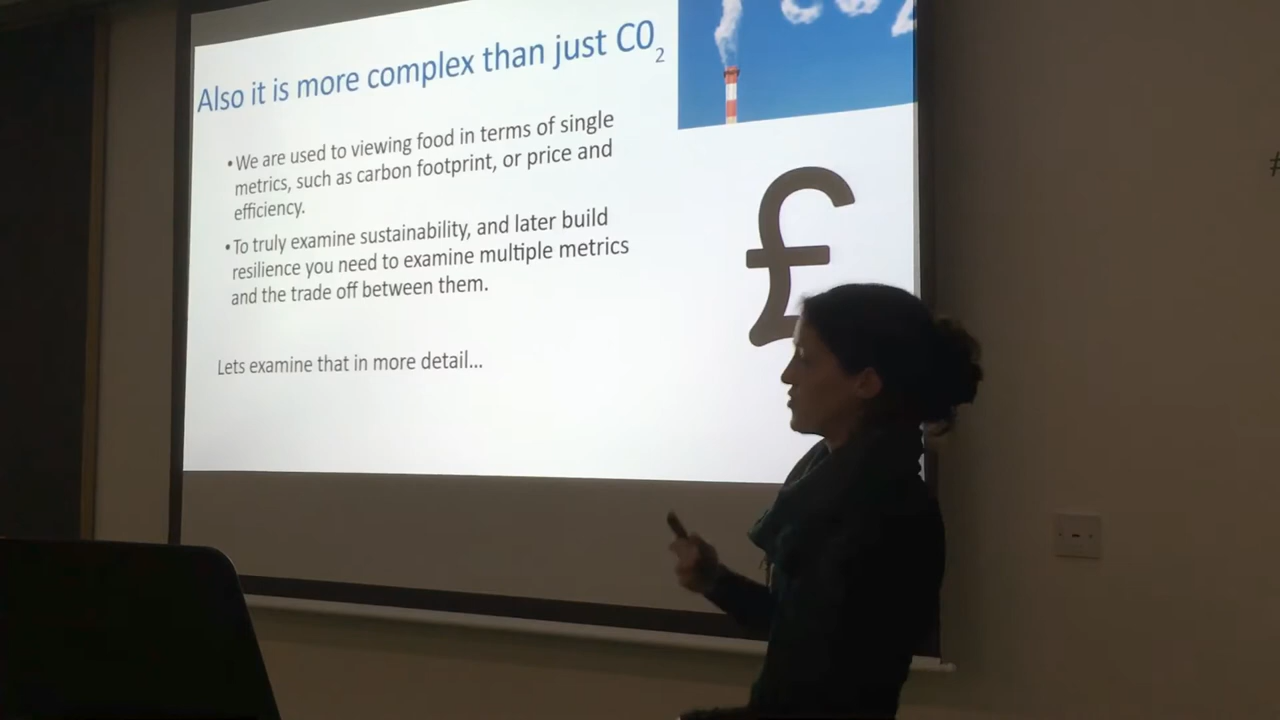 Also it is more complex than just C0₂
•We are used to viewing food in terms of single
metrics, such as carbon footprint, or price and
efficiency.
•To truly examine sustainability, and later build
resilience you need to examine multiple metrics
and the trade off between them.
Lets examine that in more detail...
£
#